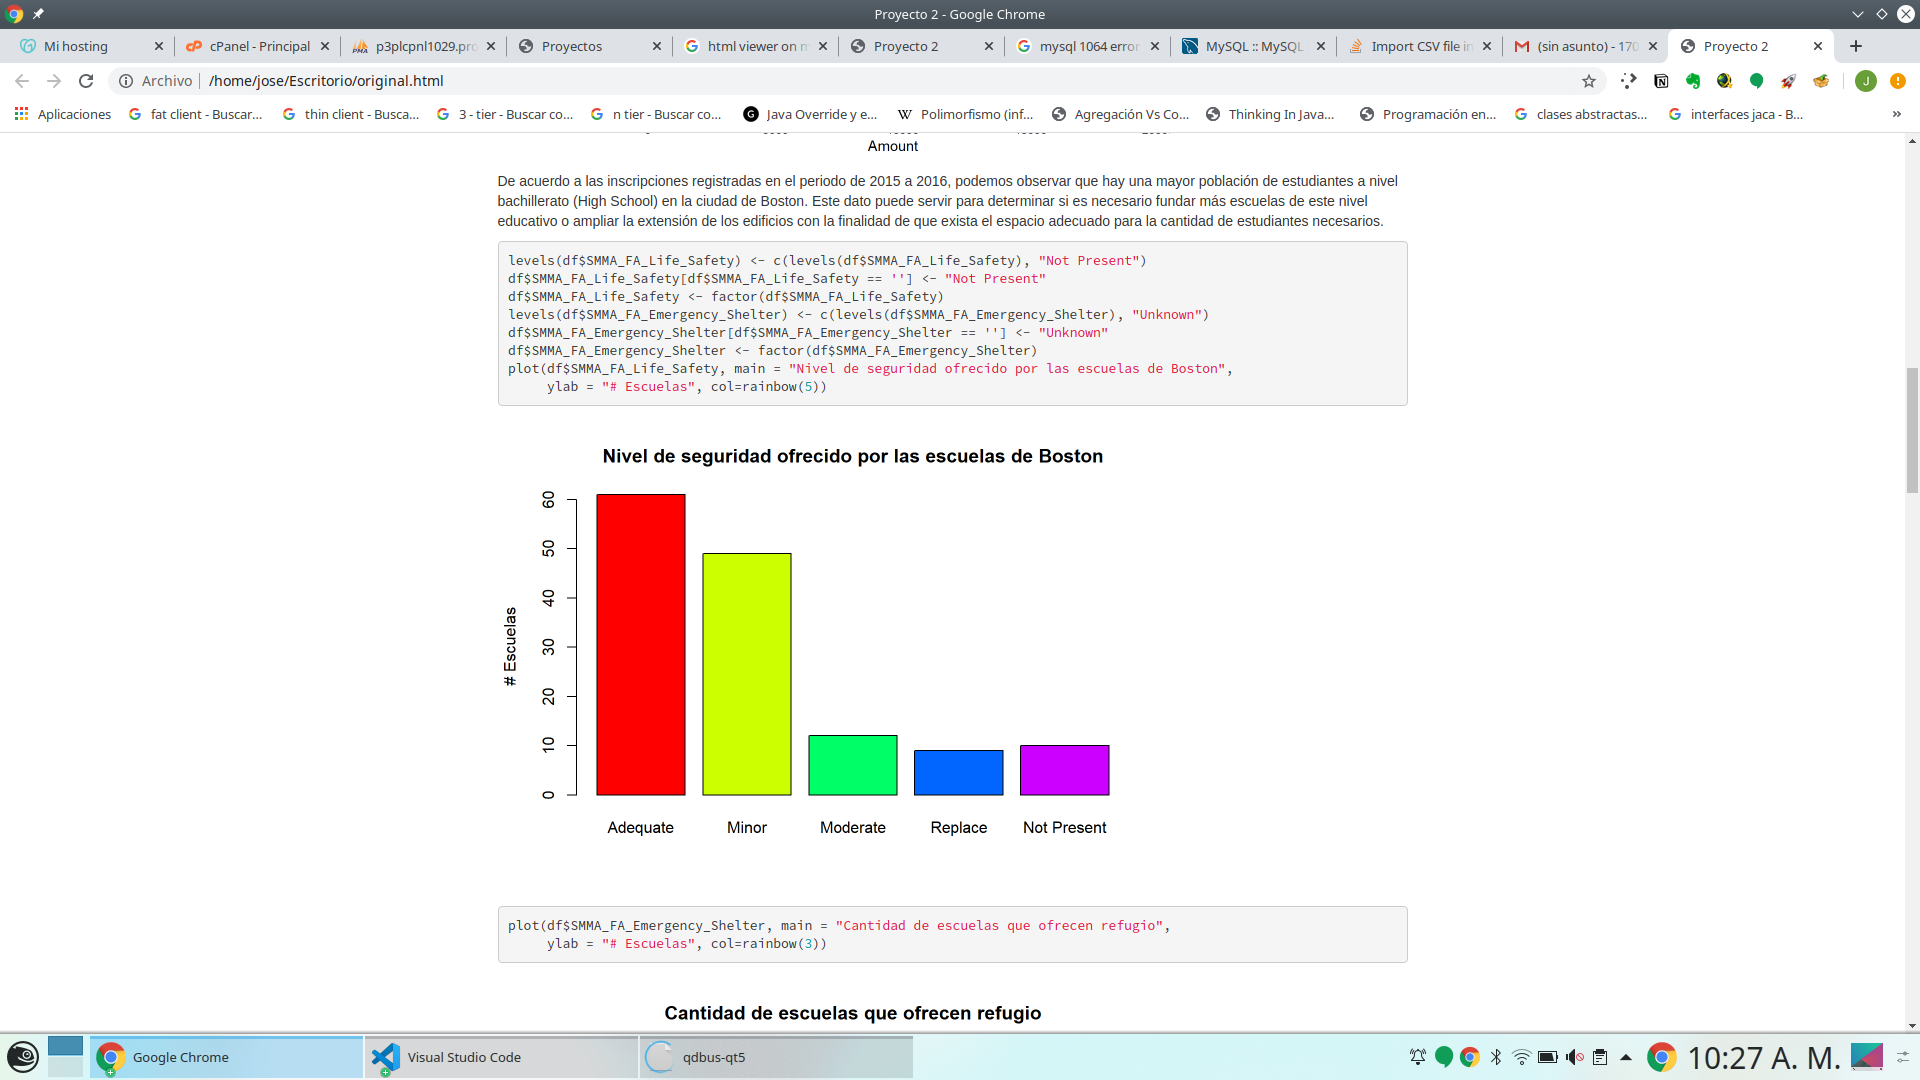 Proyecto 2 - Google Chrome
Mi hosting
cPanel - Principal
p3plcpnl1029.pro
Proyectos
html viewer on m
Proyecto 2
mysql 1064 error
MySQL :: MySQL
Import CSV file in
(sin asunto) - 170
Proyecto 2
Archivo
/home/jose/Escritorio/original.html
J
Aplicaciones
fat client - Buscar...
thin client - Busca...
3 - tier - Buscar co...
n tier - Buscar co...
Java Override y e...
Polimorfismo (inf...
Agregación Vs Co...
Thinking In Java...
Programación en...
clases abstractas...
interfaces jaca - B...
»
Amount
De acuerdo a las inscripciones registradas en el periodo de 2015 a 2016, podemos observar que hay una mayor población de estudiantes a nivel
bachillerato (High School) en la ciudad de Boston. Este dato puede servir para determinar si es necesario fundar más escuelas de este nivel
educativo o ampliar la extensión de los edificios con la finalidad de que exista el espacio adecuado para la cantidad de estudiantes necesarios.
levels(df$SMMA_FA_Life_Safety) <- c(levels(df$SMMA_FA_Life_Safety), "Not Present")
df$SMMA_FA_Life_Safety[df$SMMA_FA_Life_Safety == ''] <- "Not Present"
df$SMMA_FA_Life_Safety <- factor(df$SMMA_FA_Life_Safety)
levels(df$SMMA_FA_Emergency_Shelter) <- c(levels(df$SMMA_FA_Emergency_Shelter), "Unknown")
df$SMMA_FA_Emergency_Shelter[df$SMMA_FA_Emergency_Shelter == ''] <- "Unknown"
df$SMMA_FA_Emergency_Shelter <- factor(df$SMMA_FA_Emergency_Shelter)
plot(df$SMMA_FA_Life_Safety, main = "Nivel de seguridad ofrecido por las escuelas de Boston",
     ylab = "# Escuelas", col=rainbow(5))
Nivel de seguridad ofrecido por las escuelas de Boston
# Escuelas
60
50
40
30
20
10
0
Adequate
Minor
Moderate
Replace
Not Present
plot(df$SMMA_FA_Emergency_Shelter, main = "Cantidad de escuelas que ofrecen refugio",
     ylab = "# Escuelas", col=rainbow(3))
Cantidad de escuelas que ofrecen refugio
Google Chrome
Visual Studio Code
qdbus-qt5
10:27 A. M.